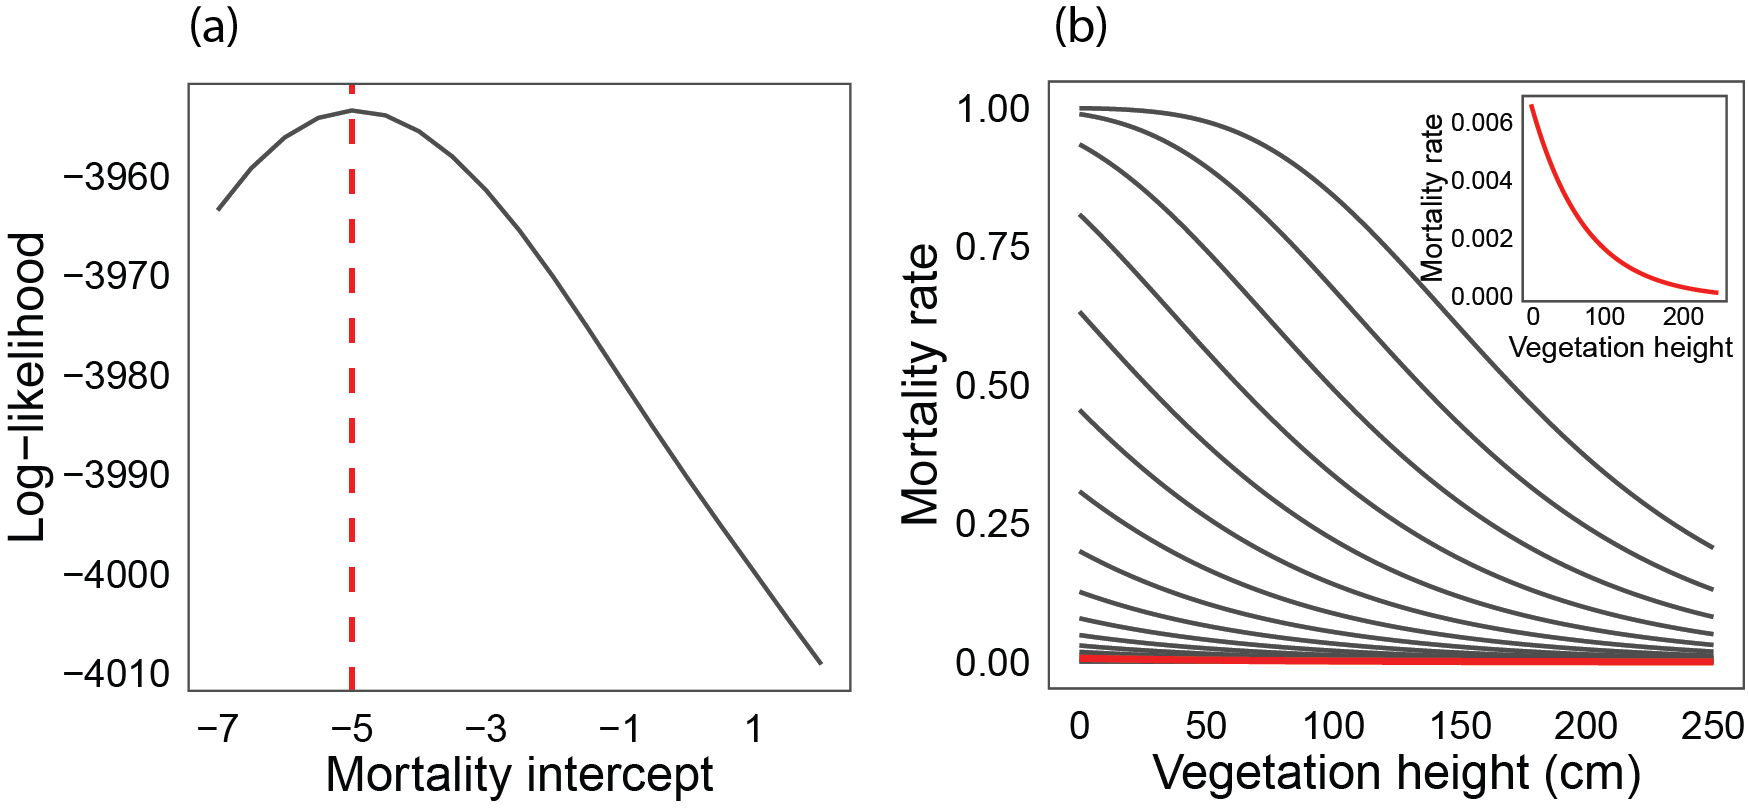 (a)
Log−likelihood
−3960
−3970
−3980
−3990
−4000
−4010
−7 −5 −3 −1 1
Mortality intercept
(b)
Mortality rate
1.00
0.75
0.50
0.25
0.00
0 50 100 150 200 250
Vegetation height (cm)
Mortality rate
0.006
0.004
0.002
0.000
0 100 200
Vegetation height